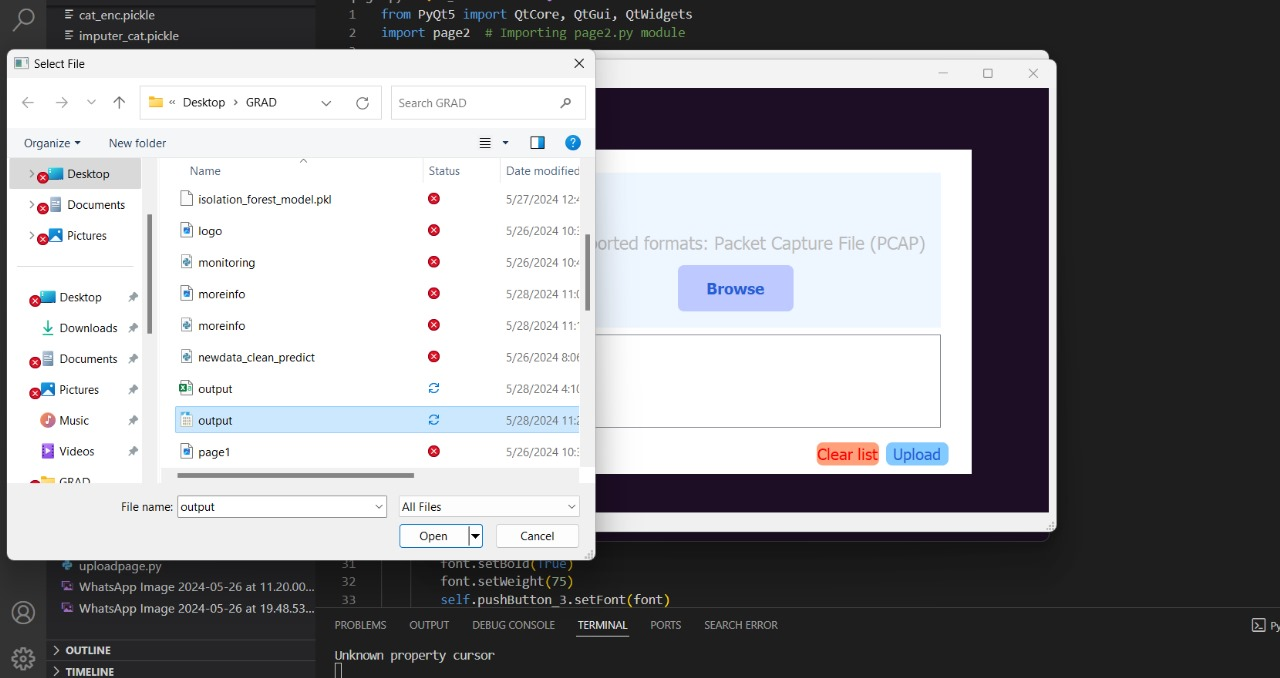 cat_enc.pickle
imputer_cat.pickle
1 from PyQt5 import QtCore, QtGui, QtWidgets
2 import page2 # Importing page2.py module
Select File
« Desktop > GRAD
Search GRAD
Organize
New folder
Desktop
Documents
Pictures
Desktop
Downloads
Documents
Pictures
Music
Videos
GRAD
Name Status Date modified
isolation_forest_model.pkl 5/27/2024 12:4
logo 5/26/2024 10:
monitoring 5/26/2024 10:4
moreinfo 5/28/2024 11:
moreinfo 5/28/2024 11:
newdata_clean_predict 5/26/2024 8:0
output 5/28/2024 4:1
output 5/28/2024 11:2
page1 5/26/2024 10:
File name: output
All Files
Open
Cancel
orted formats: Packet Capture File (PCAP)
Browse
Clear list
Upload
uploadpage.py
WhatsApp Image 2024-05-26 at 11.20.00...
WhatsApp Image 2024-05-26 at 19.48.53...
OUTLINE
TIMELINE
31 font.setBold(True)
32 font.setWeight(75)
33 self.pushButton_3.setFont(font)
PROBLEMS OUTPUT DEBUG CONSOLE TERMINAL PORTS SEARCH ERROR
Py
Unknown property cursor